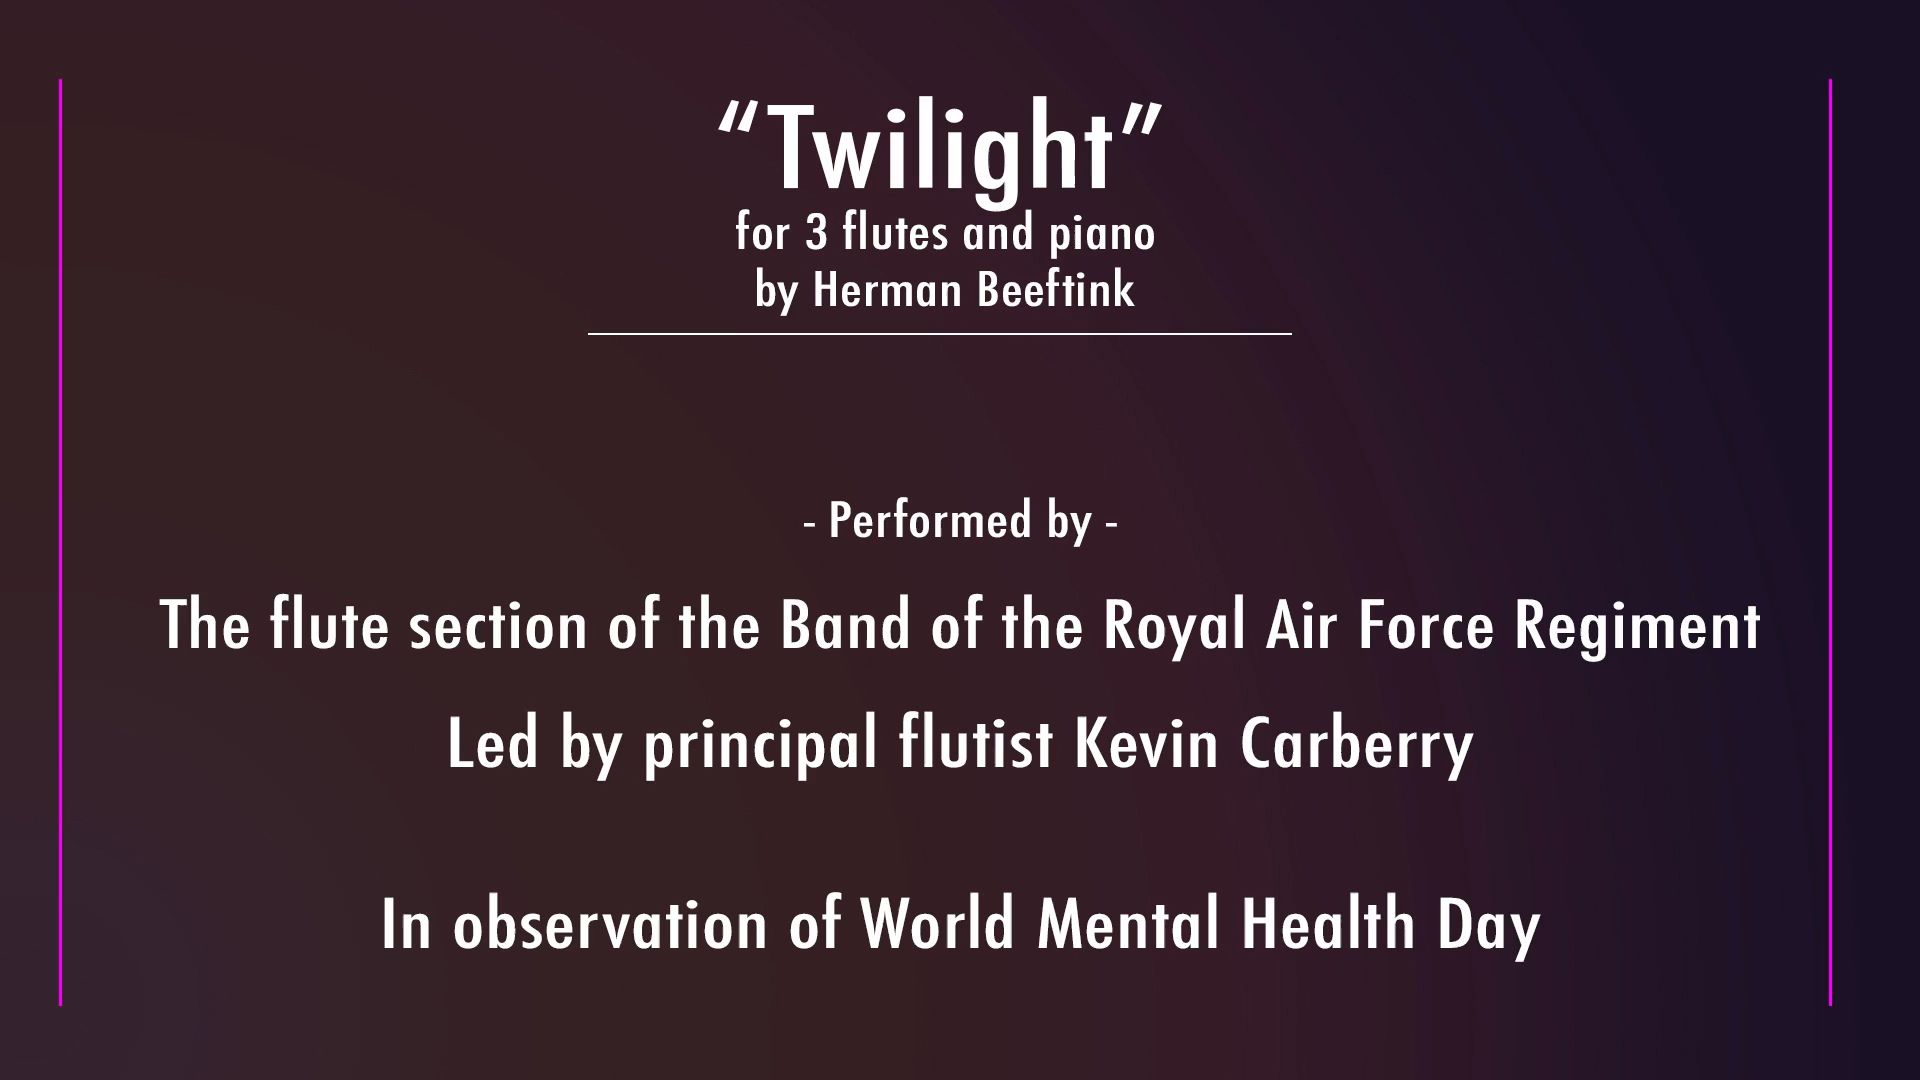 “Twilight”
for 3 flutes and piano
by Herman Beeftink
- Performed by -
The flute section of the Band of the Royal Air Force Regiment
Led by principal flutist Kevin Carberry
In observation of World Mental Health Day